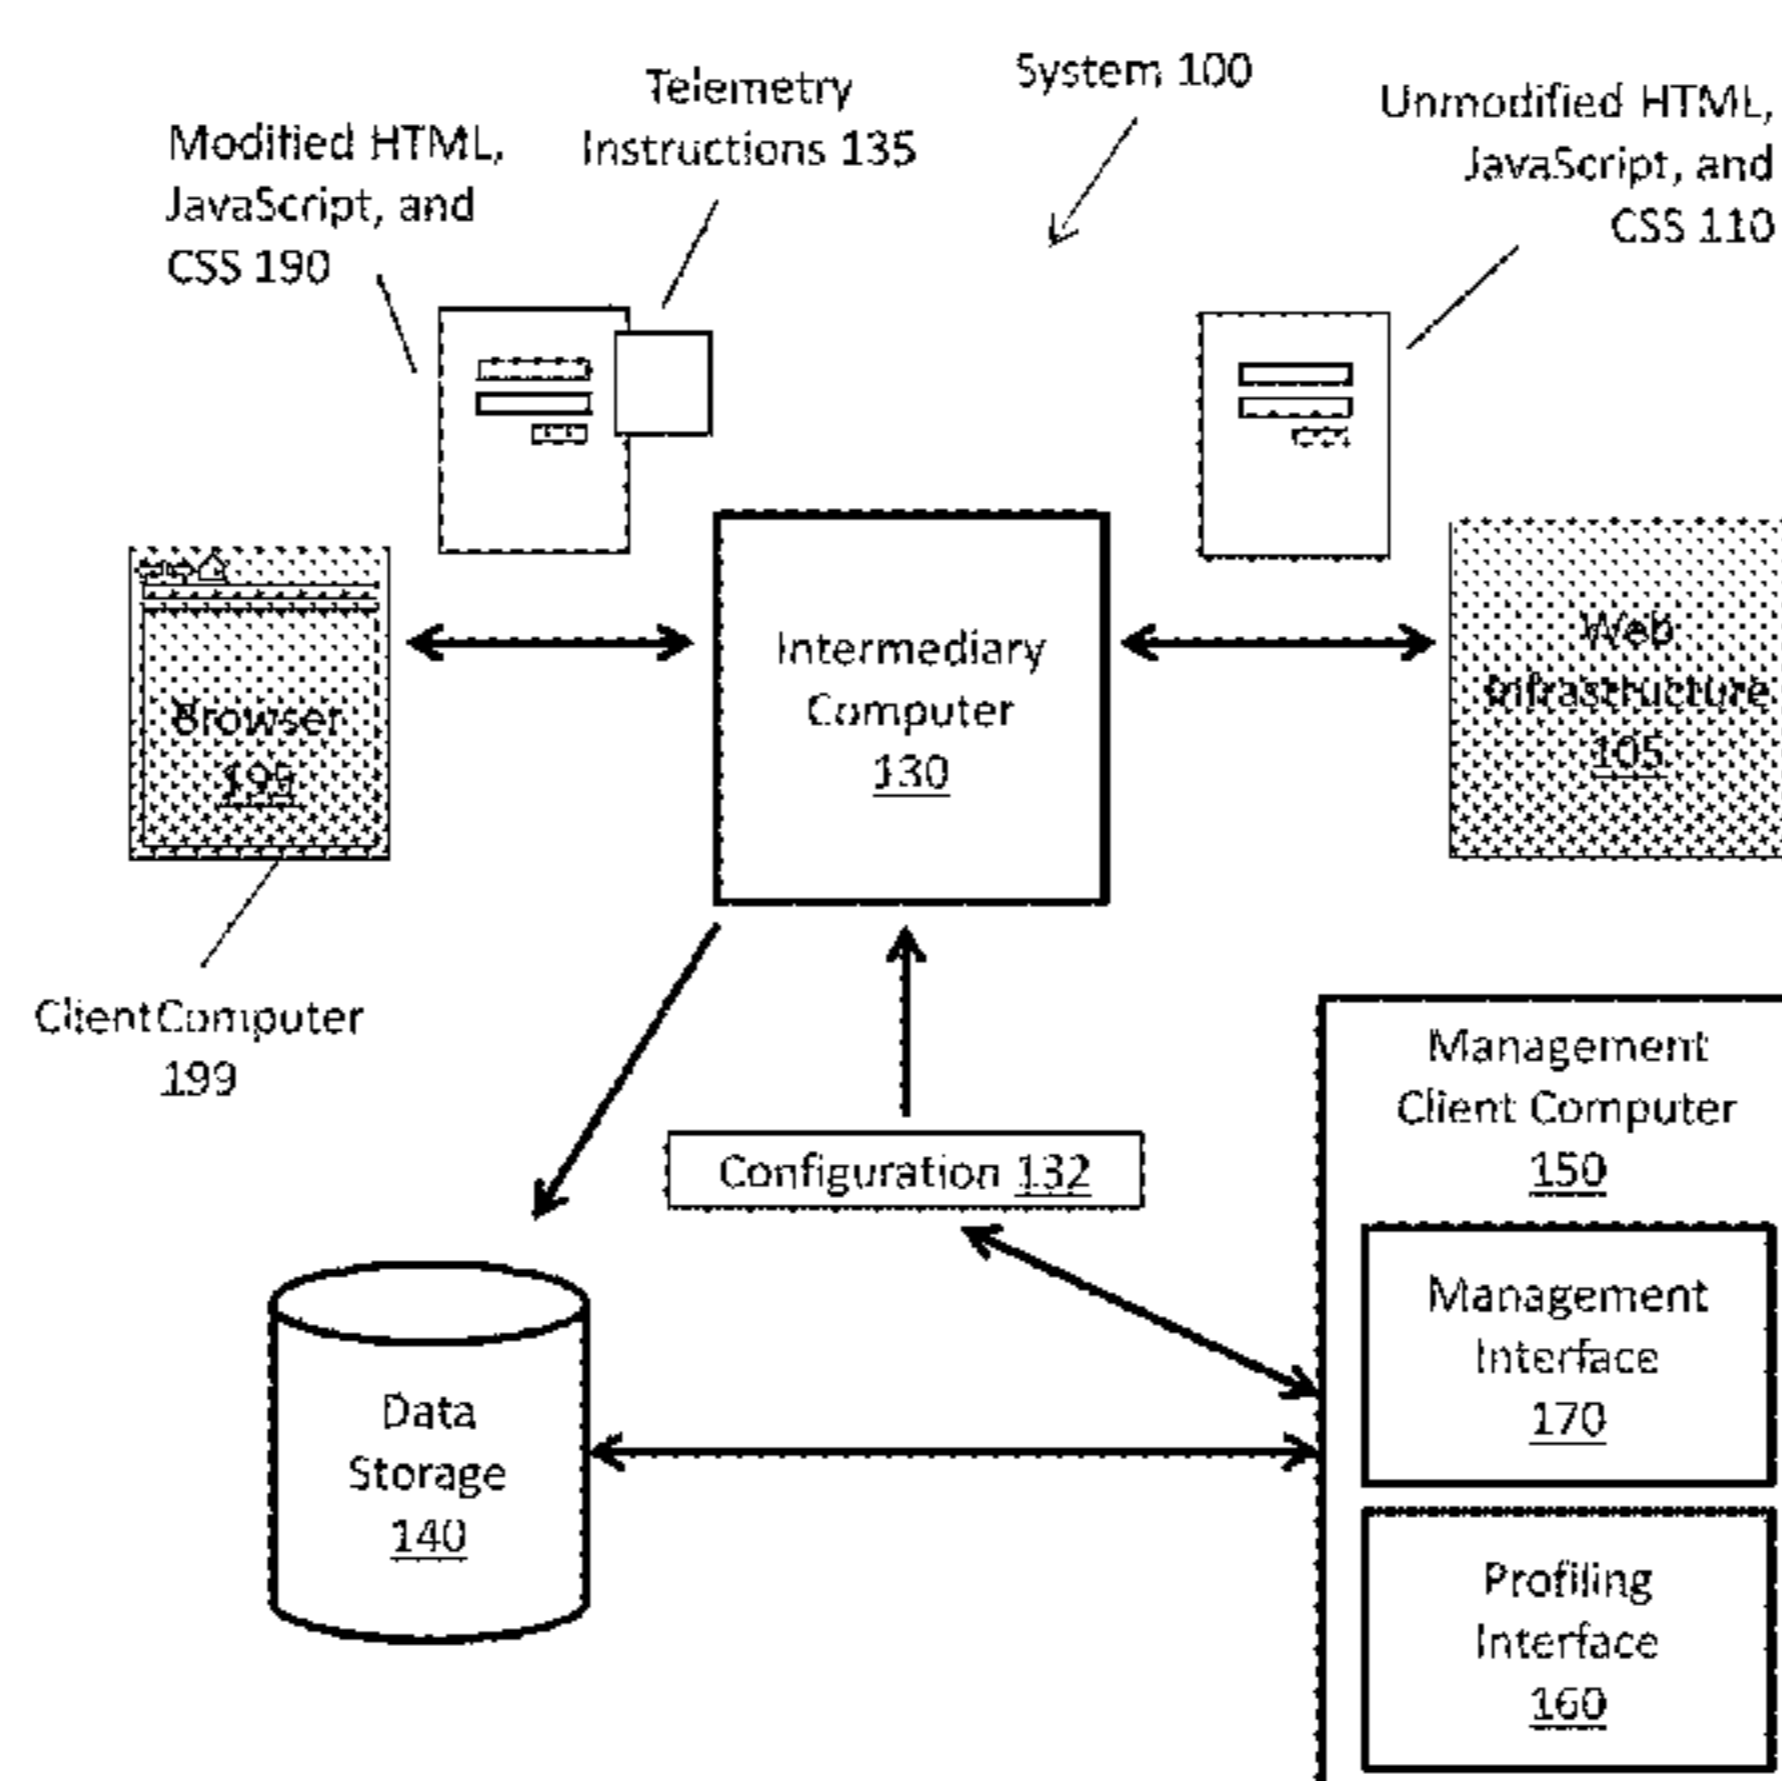 System 100
Telemetry
Instructions 135
Modified HTML,
JavaScript, and
CSS 190
Unmodified HTML,
JavaScript, and
CSS 110
Browser
195
Intermediary
Computer
130
Web
Infrastructure
105
ClientComputer
199
Configuration 132
Management
Client Computer
150
Management
Interface
170
Profiling
Interface
160
Data
Storage
140